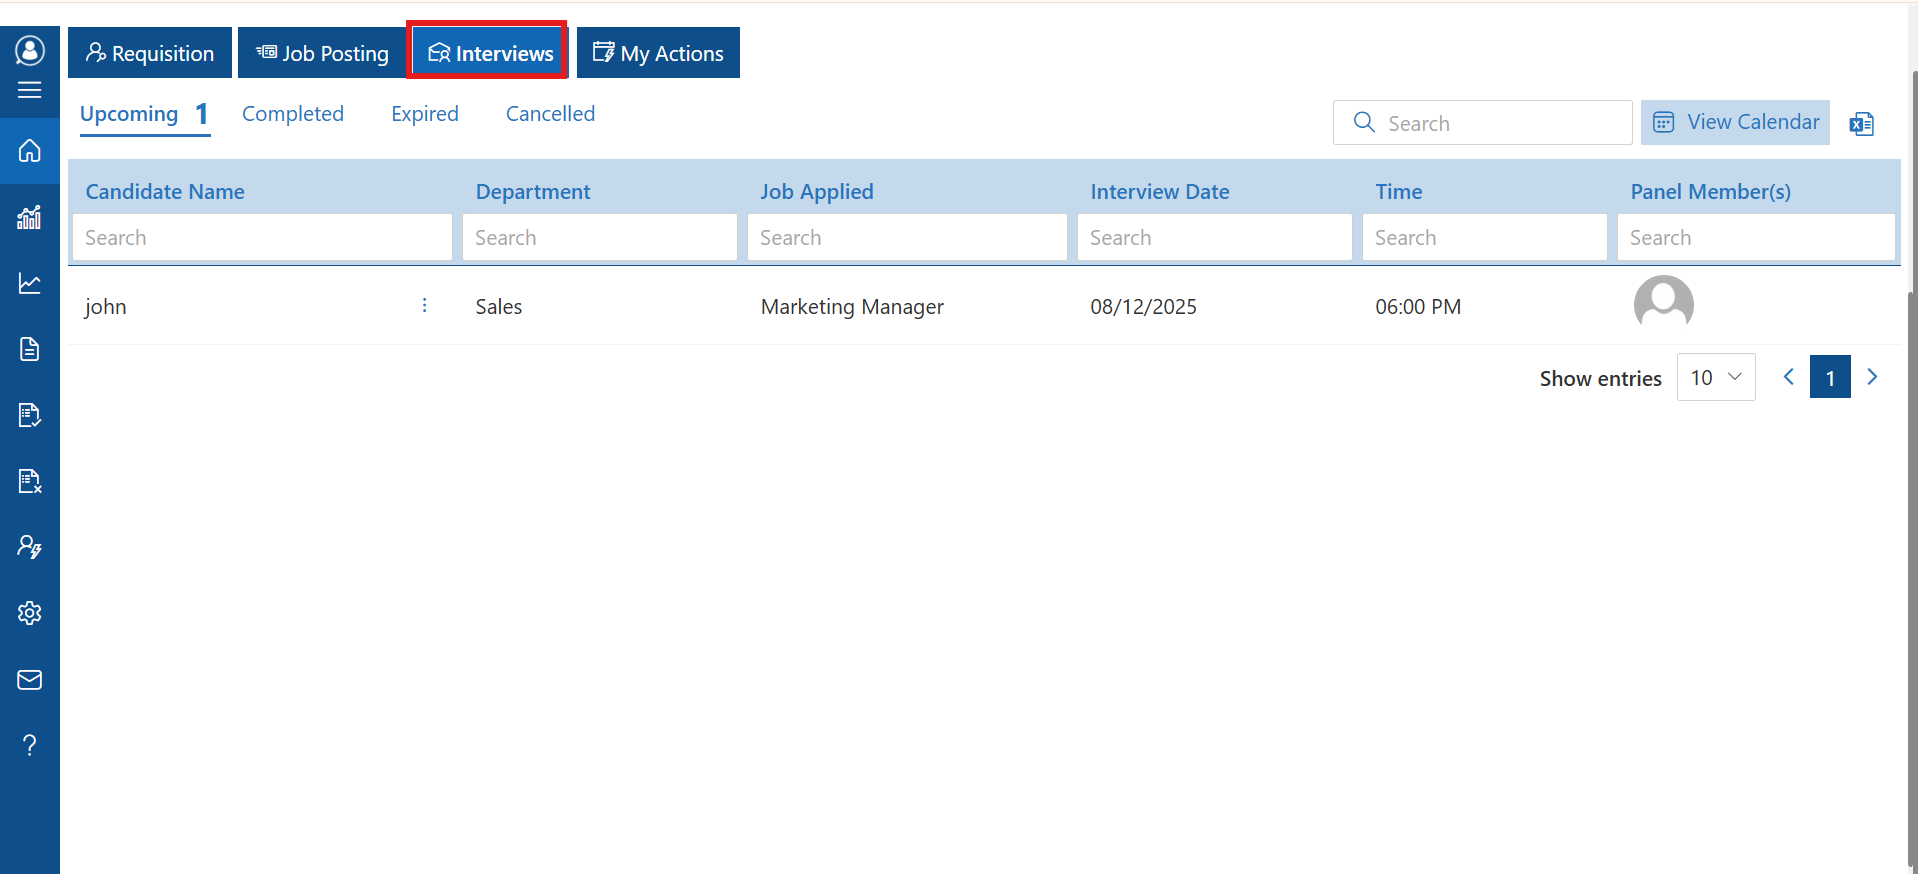 Requisition Job Posting Interviews My Actions
Upcoming 1 Completed Expired Cancelled Search View Calendar
Candidate Name Department Job Applied Interview Date Time Panel Member(s)
Search Search Search Search Search Search
john Sales Marketing Manager 08/12/2025 06:00 PM
Show entries 10 1